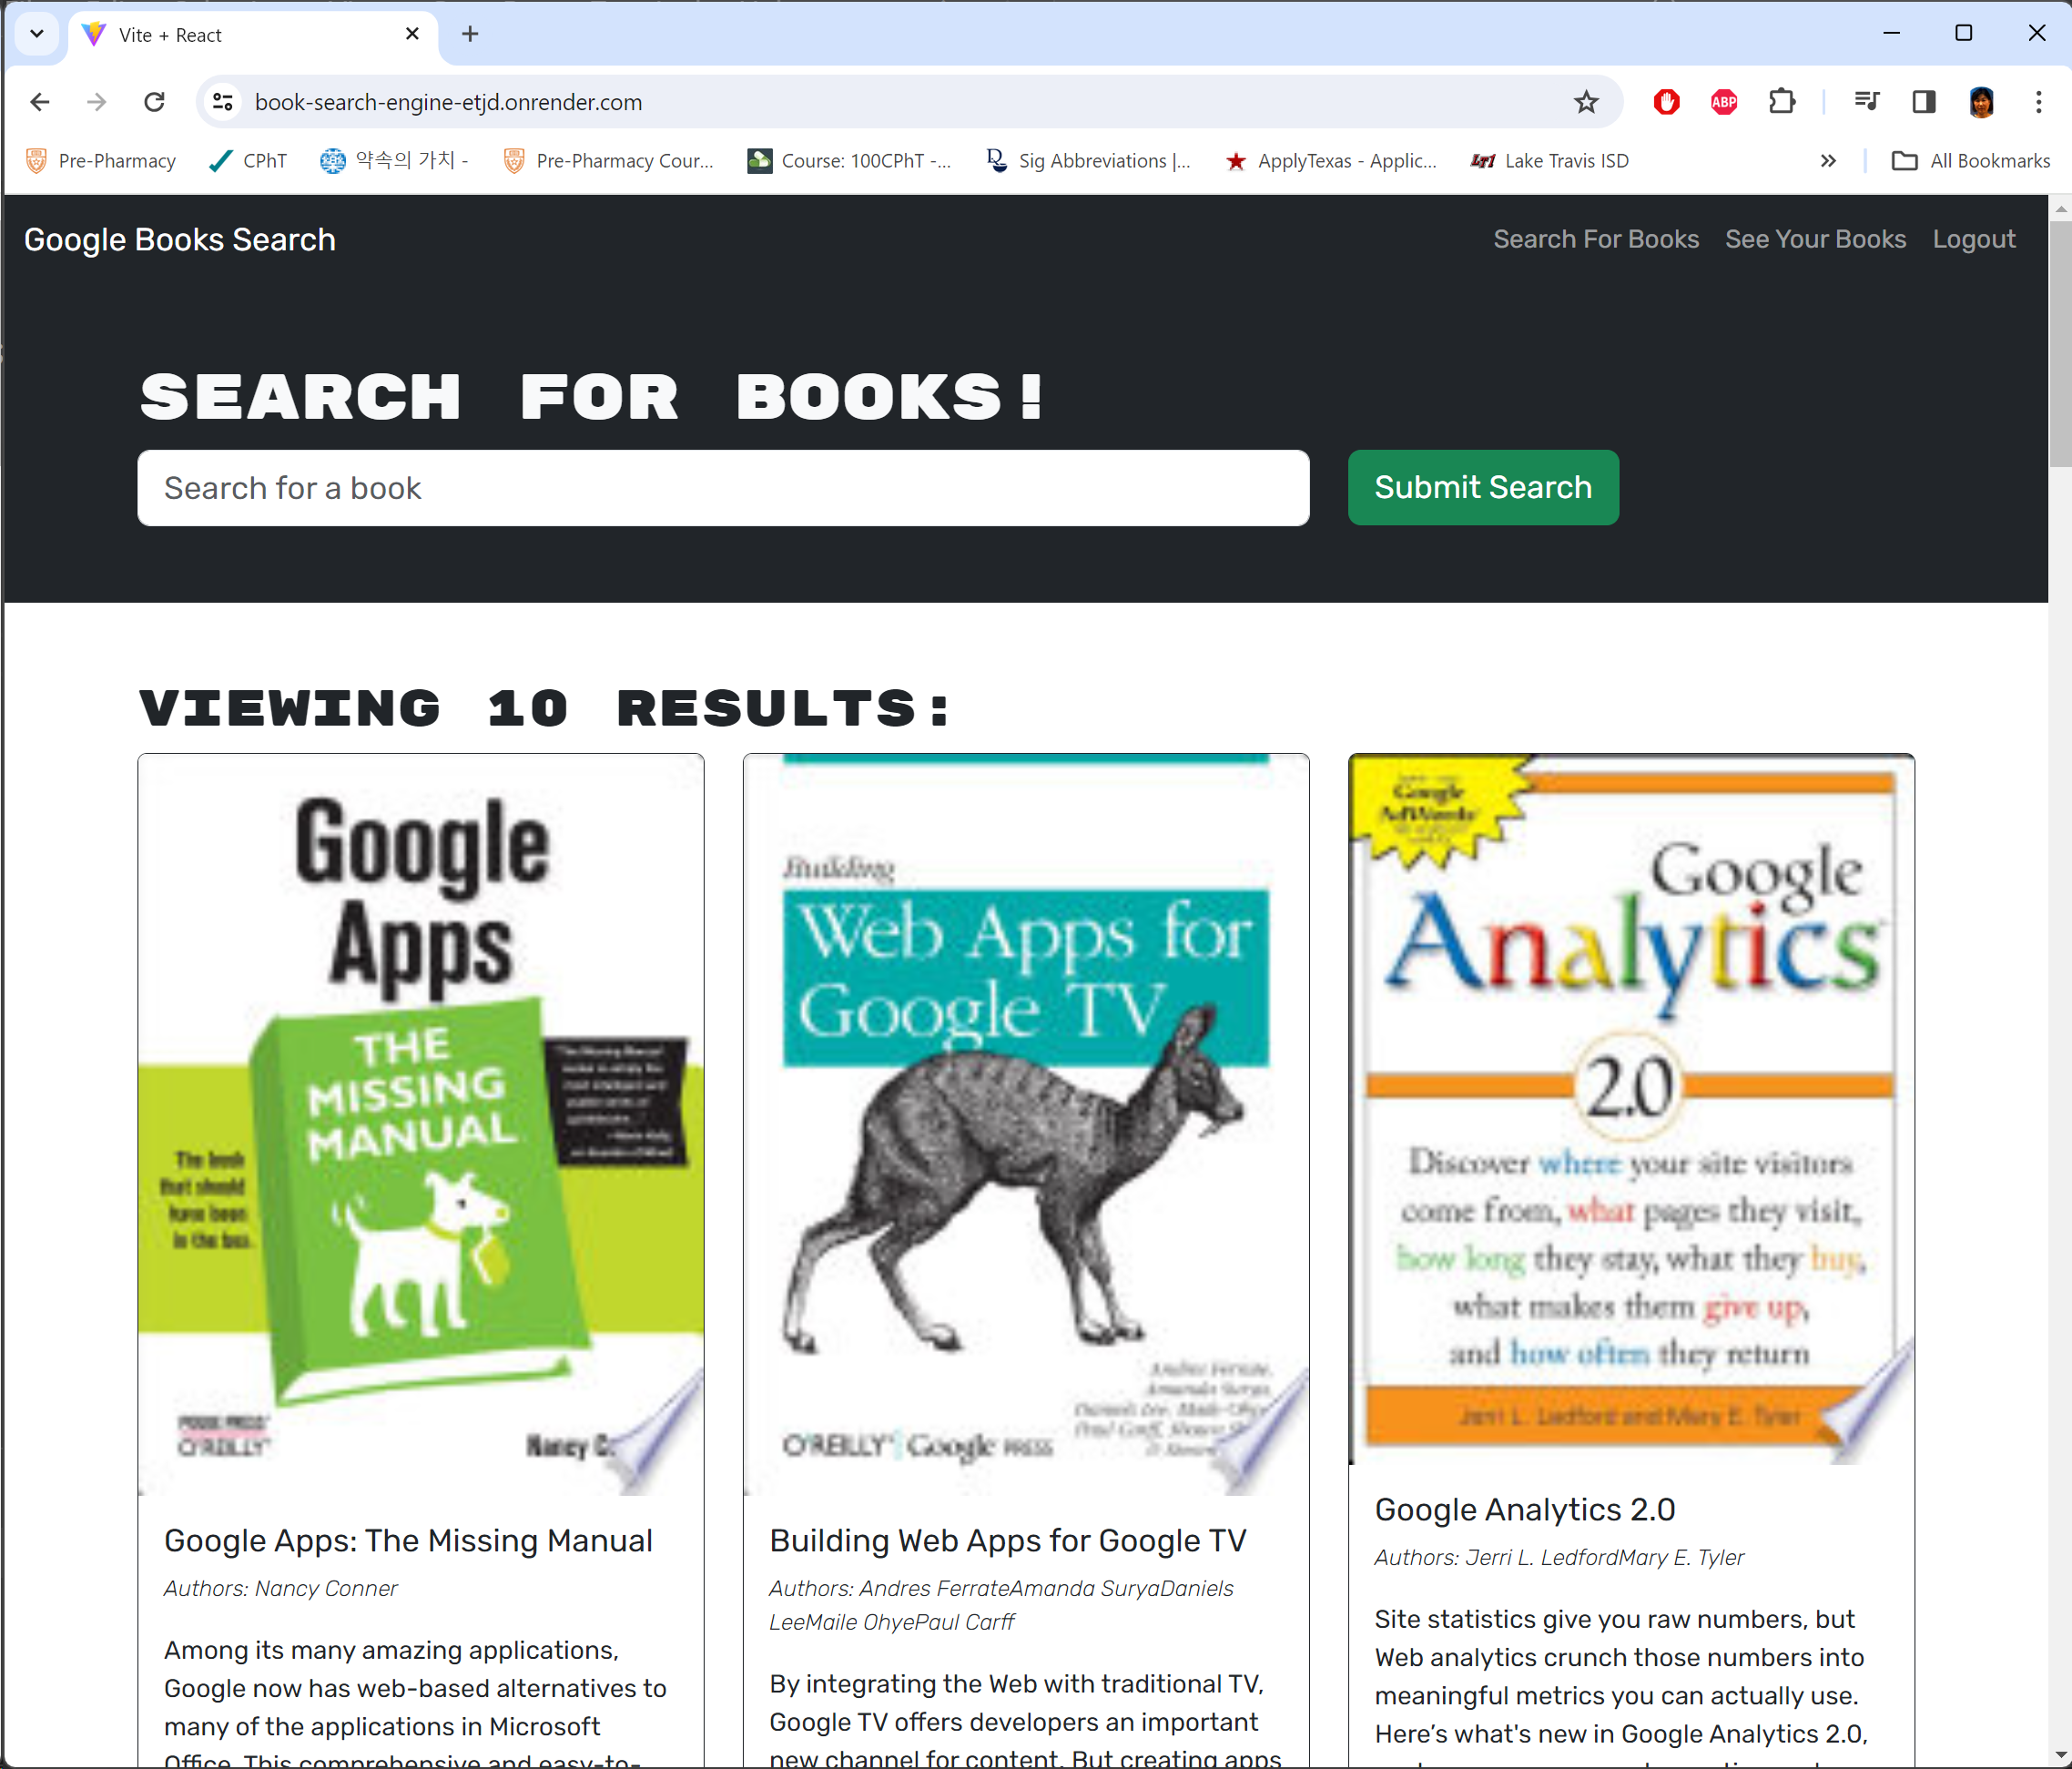 Vite + React
book-search-engine-etjd.onrender.com
ABP
Pre-Pharmacy
CPhT
약속의 가치 -
Pre-Pharmacy Cour...
Course: 100CPhT -...
Sig Abbreviations |...
ApplyTexas - Applic...
Lake Travis ISD
All Bookmarks
Google Books Search
Search For Books
See Your Books
Logout
SEARCH FOR BOOKS!
Search for a book
Submit Search
VIEWING 10 RESULTS:
Google
Apps
THE
MISSING
MANUAL
The book
that should
have been
in the box
O'REILLY
Nancy C.
Google Apps: The Missing Manual
Authors: Nancy Conner
Among its many amazing applications,
Google now has web-based alternatives to
many of the applications in Microsoft
Office. This comprehensive and easy-to-
Building
Web Apps for
Google TV
O'REILLY | Google PRESS
Building Web Apps for Google TV
Authors: Andres FerrateAmanda SuryaDaniels
LeeMaile OhyePaul Carff
By integrating the Web with traditional TV,
Google TV offers developers an important
new channel for content. But creating apps
Google
AdWords
Google
Analytics
2.0
Discover where your site visitors
come from, what pages they visit,
how long they stay, what they buy,
what makes them give up,
and how often they return
Jerri L. Ledford and Mary E. Tyler
Google Analytics 2.0
Authors: Jerri L. LedfordMary E. Tyler
Site statistics give you raw numbers, but
Web analytics crunch those numbers into
meaningful metrics you can actually use.
Here’s what's new in Google Analytics 2.0,